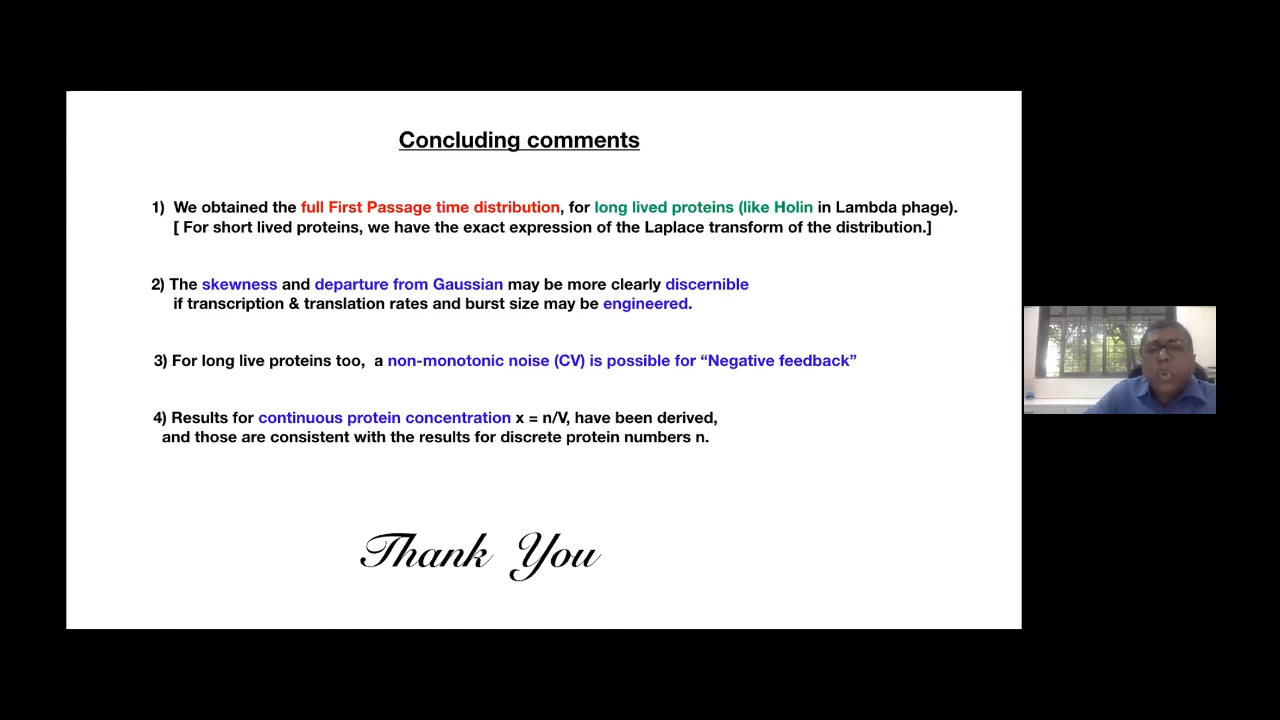 Concluding comments
1) We obtained the full First Passage time distribution, for long lived proteins (like Holin in Lambda phage).
[ For short lived proteins, we have the exact expression of the Laplace transform of the distribution.]
2) The skewness and departure from Gaussian may be more clearly discernible
if transcription & translation rates and burst size may be engineered.
3) For long live proteins too, a non-monotonic noise (CV) is possible for “Negative feedback”
4) Results for continuous protein concentration x = n/V, have been derived,
and those are consistent with the results for discrete protein numbers n.
Thank You